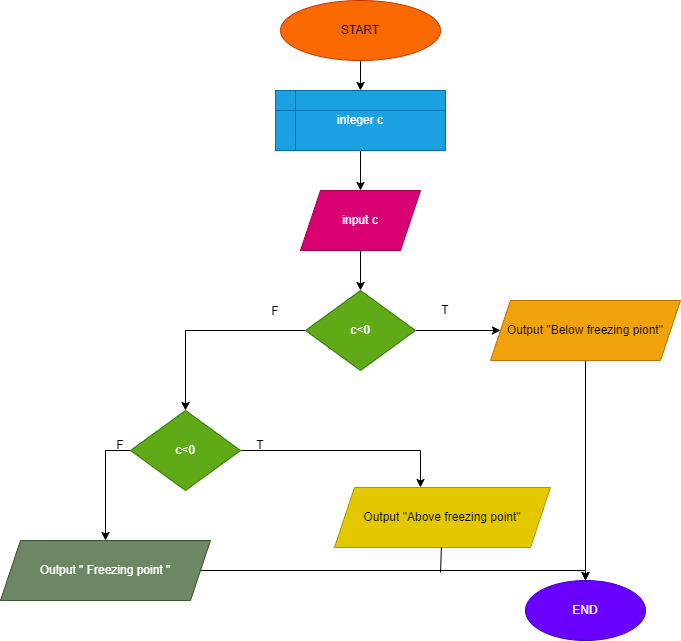 START
integer c
input c
F
T
c<0
Output "Below freezing piont"
F
T
c<0
Output "Above freezing point"
Output " Freezing point "
END